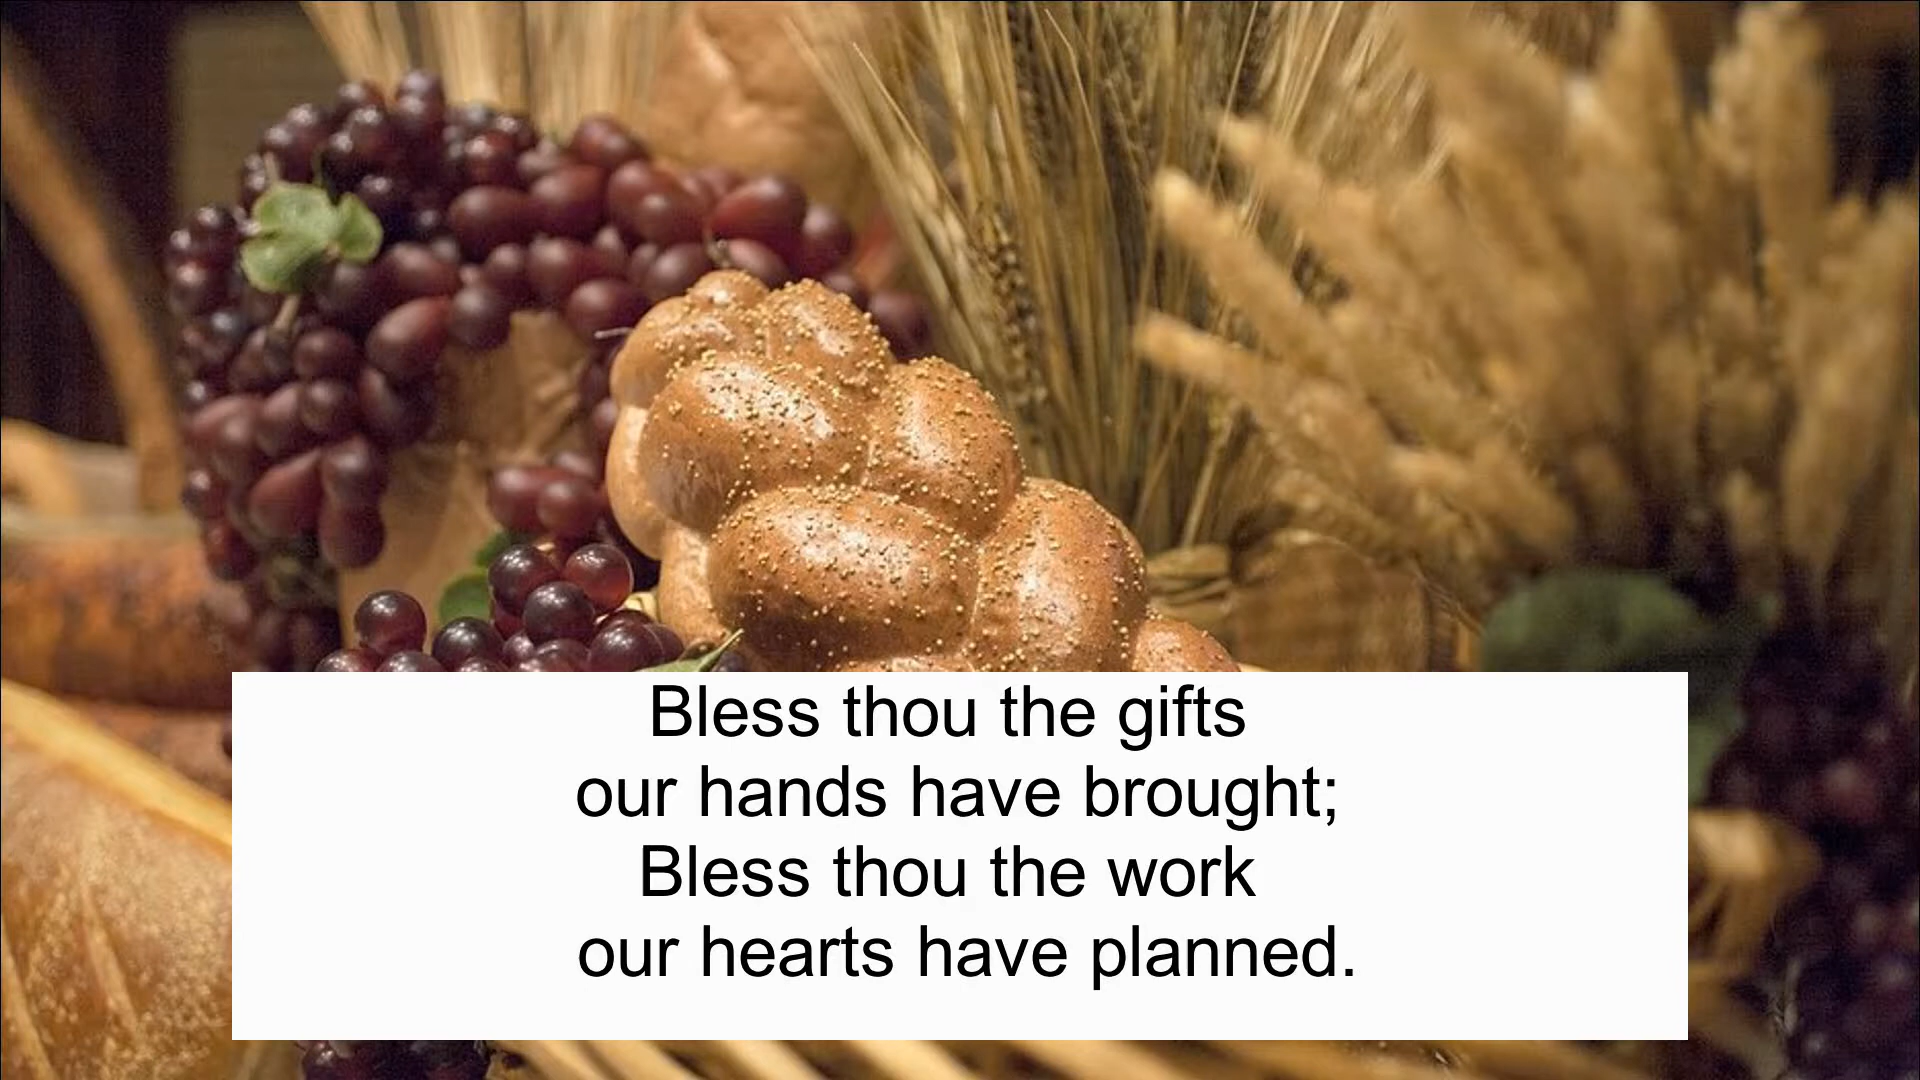 Bless thou the gifts
our hands have brought;
Bless thou the work
our hearts have planned.